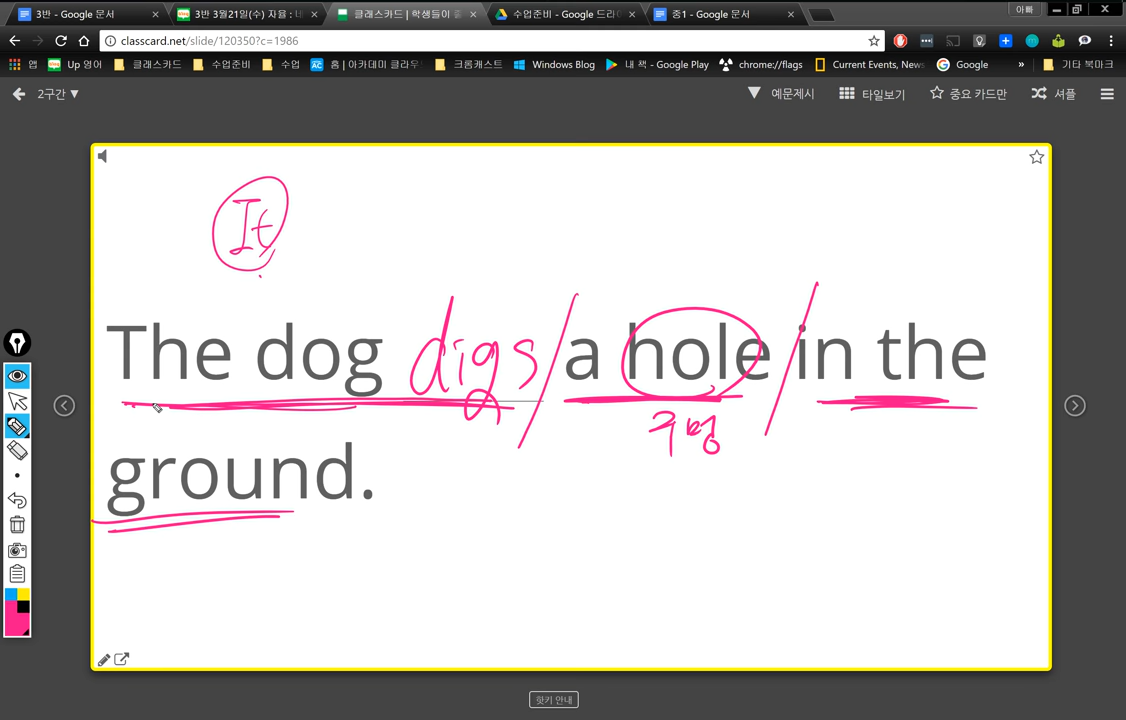 3반 - Google 문서
3반 3월21일(수) 자율 : 네
클래스카드 | 학생들이 줄
수업준비 - Google 드라이
중1 - Google 문서
아빠
classcard.net/slide/120350?c=1986
앱
Up 영어
클래스카드
수업준비
수업
홈 | 아카데미 클라우
크롬캐스트
Windows Blog
내 책 - Google Play
chrome://flags
Current Events, News
Google
»
기타 북마크
2구간 ▼
예문제시
타일보기
중요 카드만
셔플
It
The dog digs / a hole / in the
구멍
ground.
핫키 안내